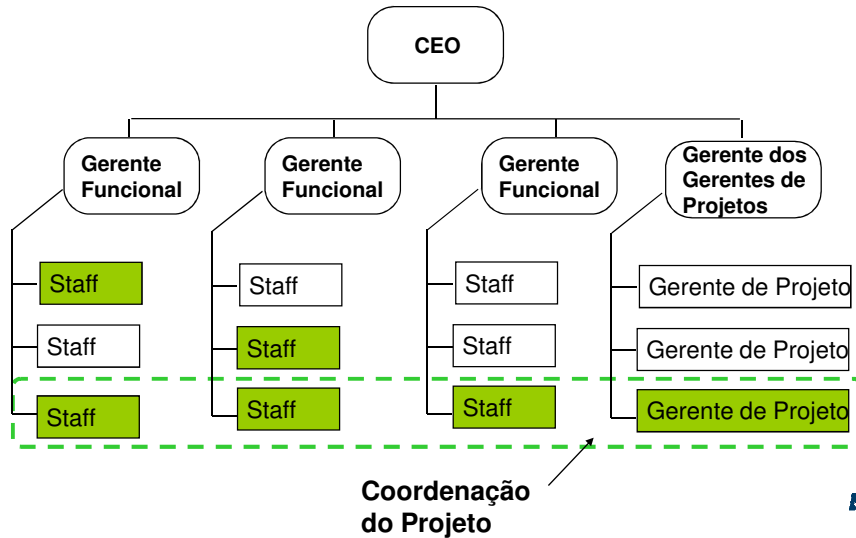 CEO
Gerente
Funcional
Gerente
Funcional
Gerente
Funcional
Gerente dos
Gerentes de
Projetos
Staff
Staff
Staff
Gerente de Projeto
Staff
Staff
Staff
Gerente de Projeto
Staff
Staff
Staff
Gerente de Projeto
Coordenação
do Projeto